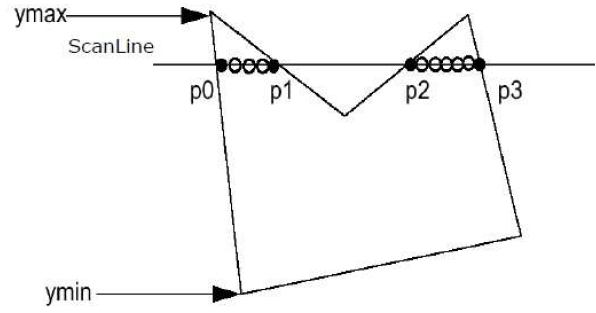 ymax
ScanLine
p0 p1 p2 p3
ymin